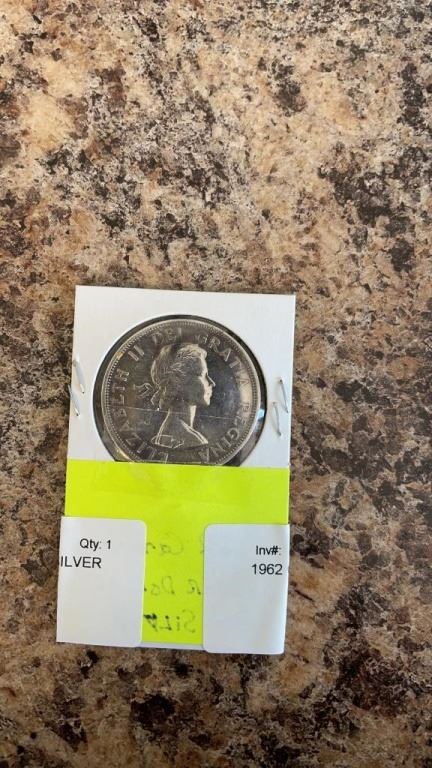 ELIZABETH II DEI GRATIA REGINA
Qty: 1
ILVER
Inv#:
1962